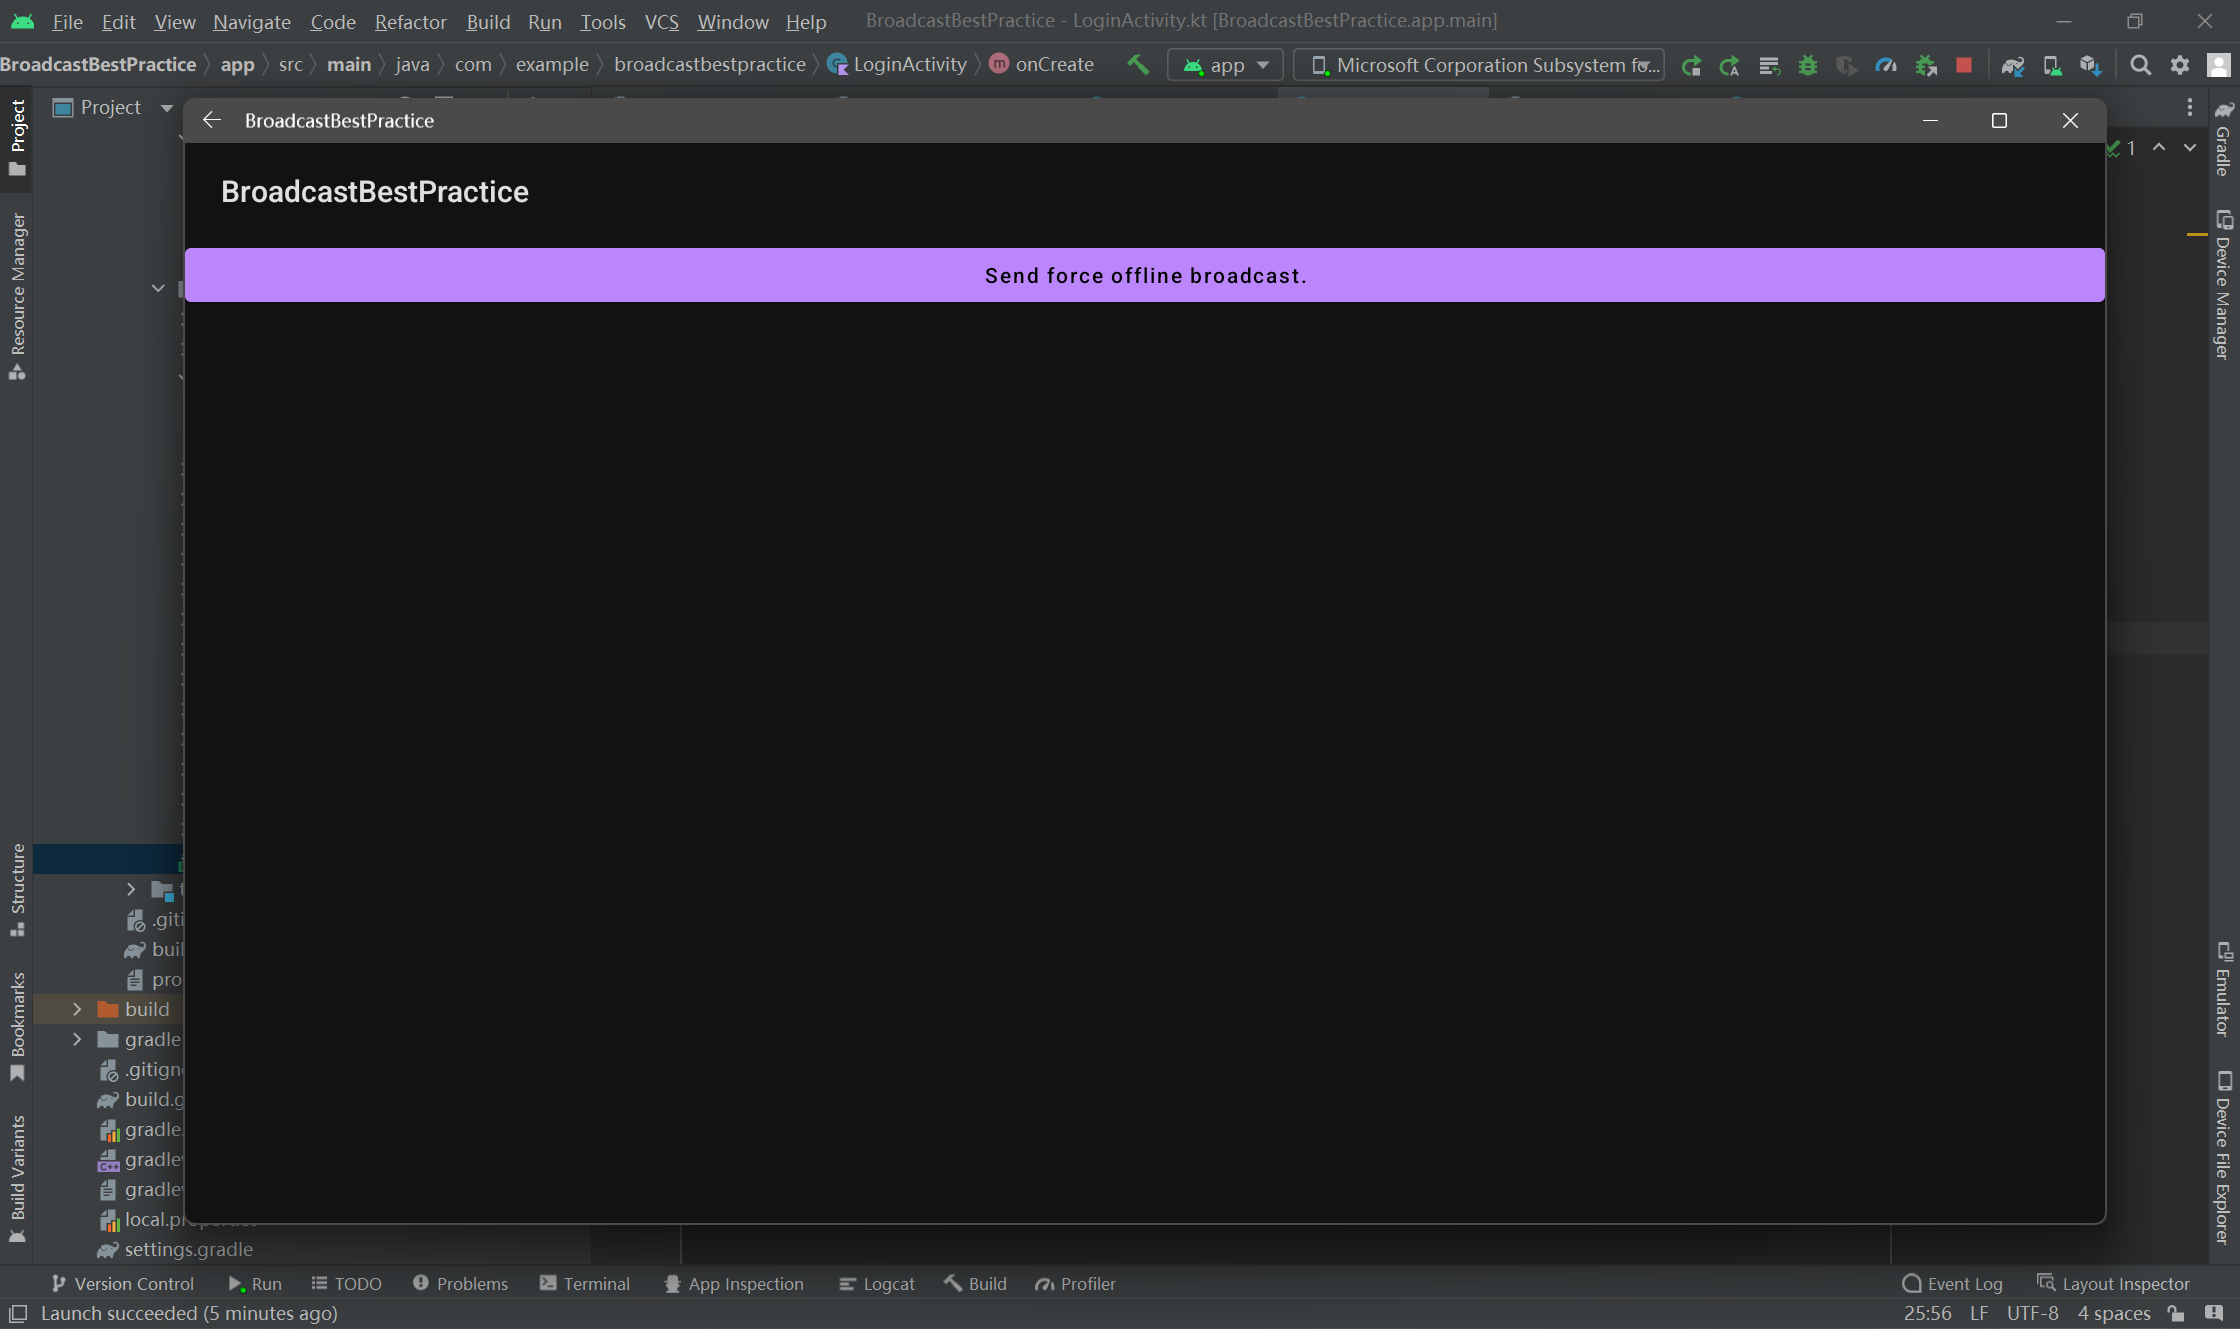 File Edit View Navigate Code Refactor Build Run Tools VCS Window Help BroadcastBestPractice - LoginActivity.kt [BroadcastBestPractice.app.main]
BroadcastBestPractice app src main java com example broadcastbestpractice LoginActivity onCreate app Microsoft Corporation Subsystem fo...
Project
BroadcastBestPractice
1
BroadcastBestPractice
Send force offline broadcast.
Project
Resource Manager
Structure
Bookmarks
Build Variants
Gradle
Device Manager
Emulator
Device File Explorer
.giti
buil
pro
build
gradle
.gitign
build.g
gradle.
gradle
gradle
local.properties
settings.gradle
Version Control Run TODO Problems Terminal App Inspection Logcat Build Profiler Event Log Layout Inspector
Launch succeeded (5 minutes ago) 25:56 LF UTF-8 4 spaces